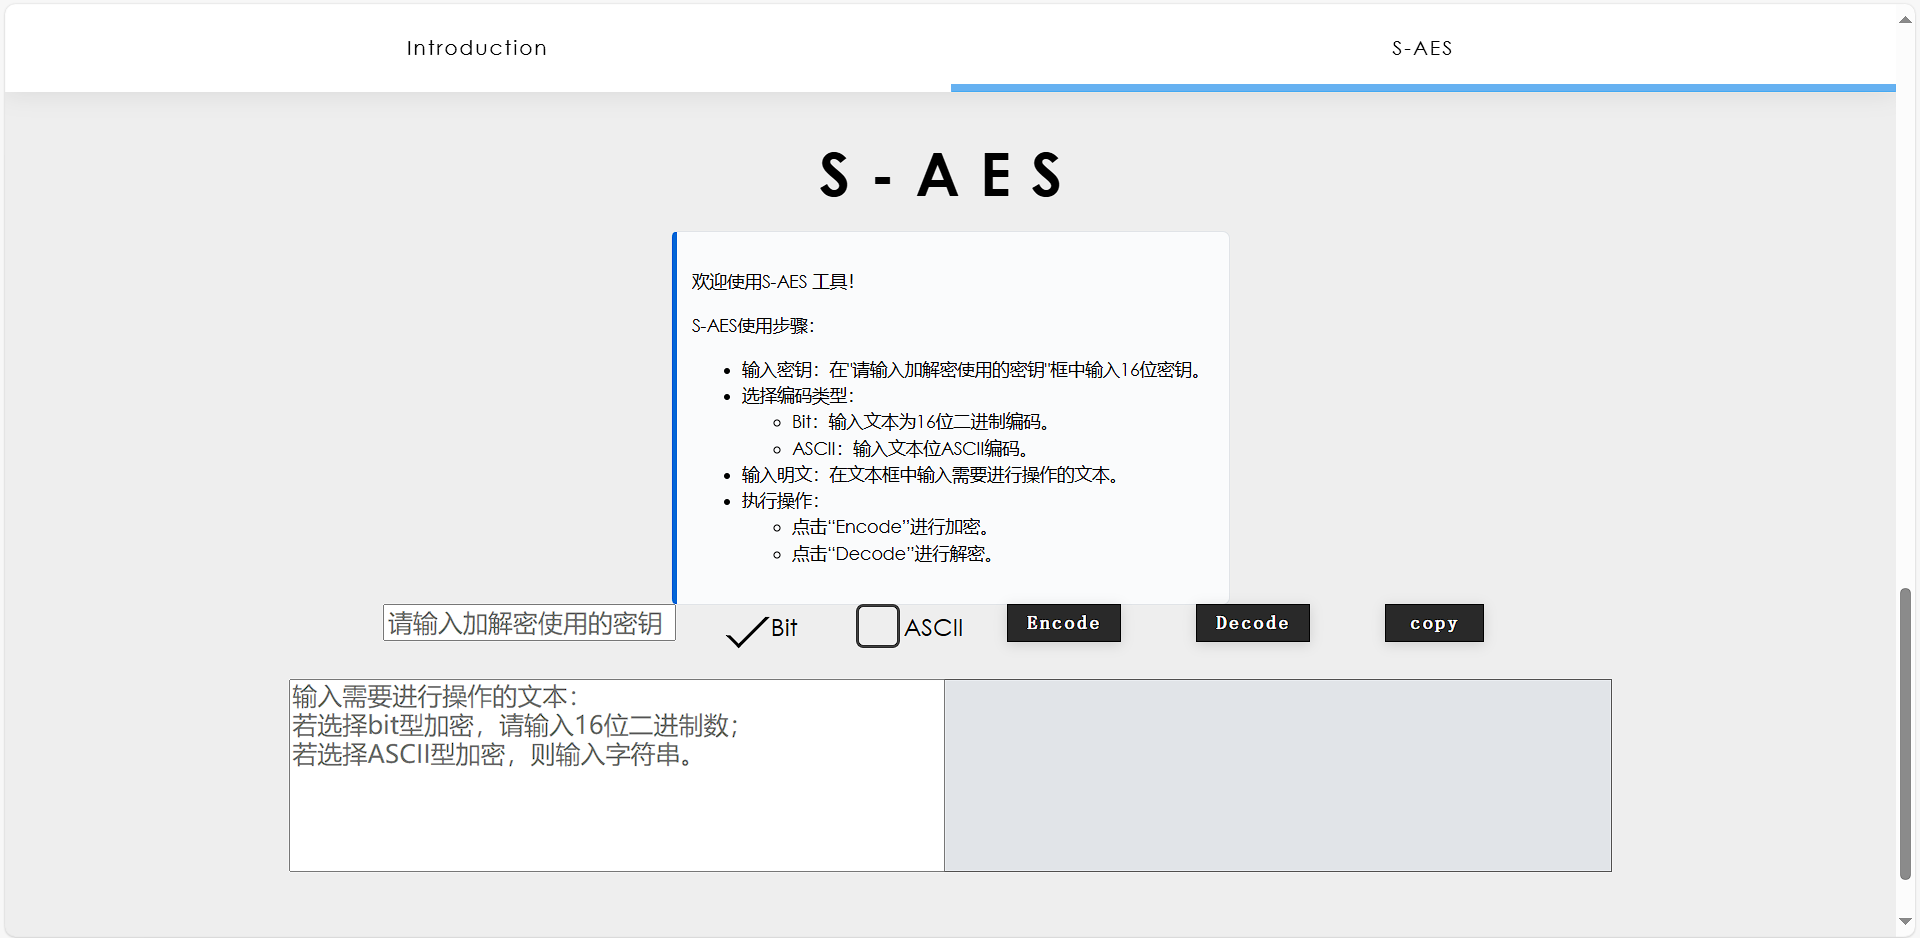 Introduction
S-AES
S-AES
欢迎使用S-AES 工具！
S-AES使用步骤：
输入密钥：在"请输入加解密使用的密钥"框中输入16位密钥。
选择编码类型：
Bit：输入文本为16位二进制编码。
ASCII：输入文本位ASCII编码。
输入明文：在文本框中输入需要进行操作的文本。
执行操作：
点击“Encode”进行加密。
点击“Decode”进行解密。
请输入加解密使用的密钥
Bit
ASCII
Encode
Decode
copy
输入需要进行操作的文本：
若选择bit型加密，请输入16位二进制数；
若选择ASCII型加密，则输入字符串。